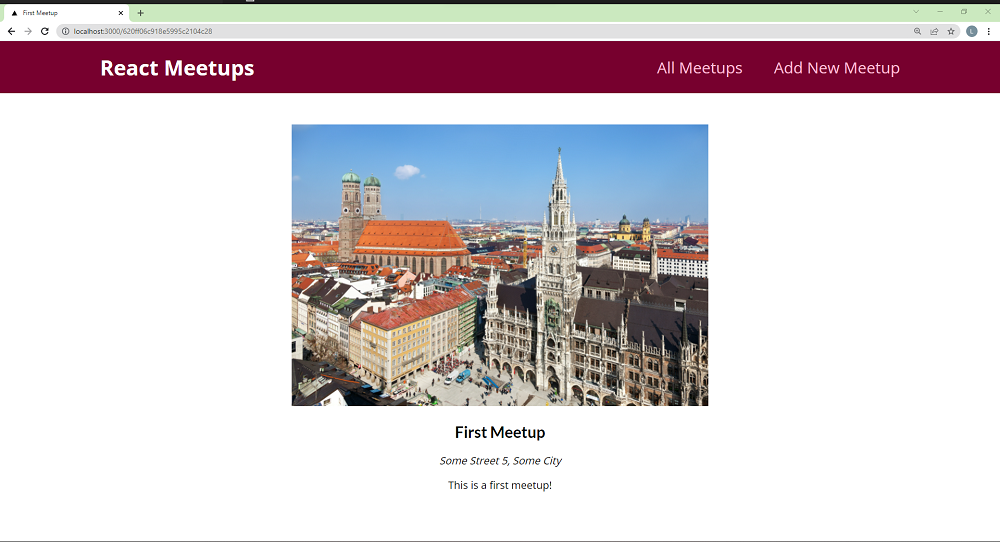 First Meetup
localhost:3000/620ff06c918e5995c2104c28
L
React Meetups
All Meetups
Add New Meetup
First Meetup
Some Street 5, Some City
This is a first meetup!